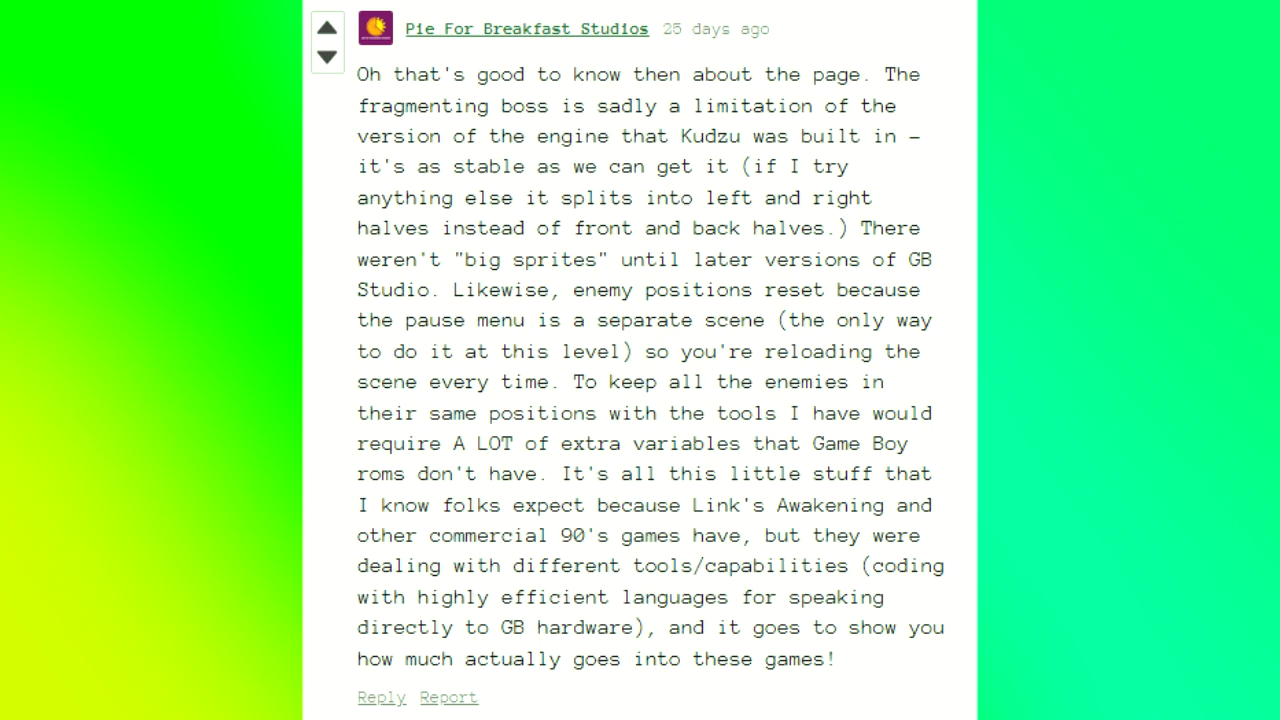 Pie For Breakfast Studios 25 days ago
Oh that's good to know then about the page. The
fragmenting boss is sadly a limitation of the
version of the engine that Kudzu was built in -
it's as stable as we can get it (if I try
anything else it splits into left and right
halves instead of front and back halves.) There
weren't "big sprites" until later versions of GB
Studio. Likewise, enemy positions reset because
the pause menu is a separate scene (the only way
to do it at this level) so you're reloading the
scene every time. To keep all the enemies in
their same positions with the tools I have would
require A LOT of extra variables that Game Boy
roms don't have. It's all this little stuff that
I know folks expect because Link's Awakening and
other commercial 90's games have, but they were
dealing with different tools/capabilities (coding
with highly efficient languages for speaking
directly to GB hardware), and it goes to show you
how much actually goes into these games!
Reply Report